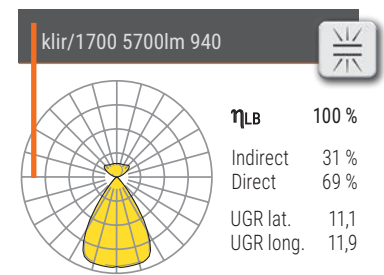 klir/1700 5700lm 940
ηLB 100 %
Indirect 31 %
Direct 69 %
UGR lat. 11,1
UGR long. 11,9